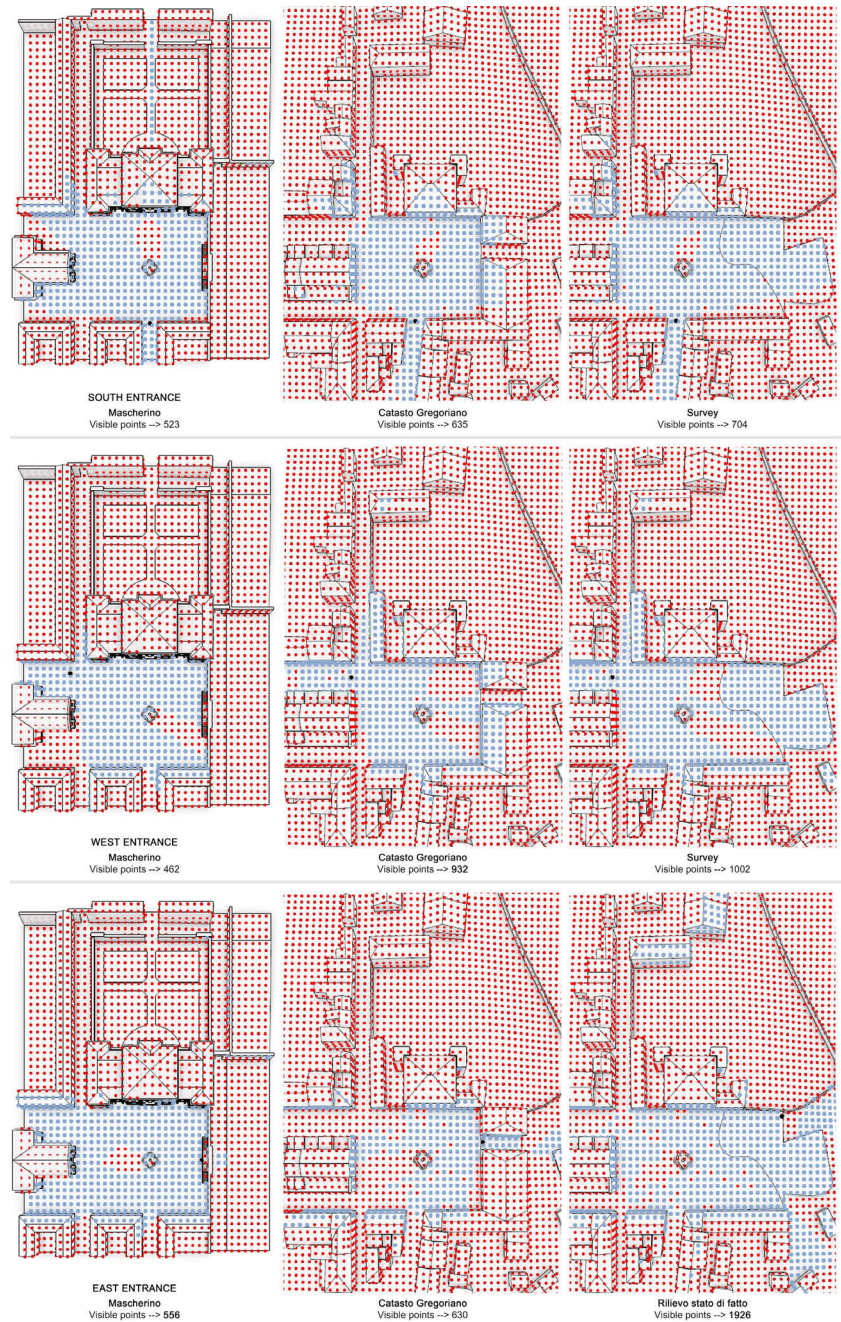 SOUTH ENTRANCE
Mascherino
Visible points --> 523
Catasto Gregoriano
Visible points --> 635
Survey
Visible points --> 704
WEST ENTRANCE
Mascherino
Visible points --> 462
Catasto Gregoriano
Visible points --> 932
Survey
Visible points --> 1002
EAST ENTRANCE
Mascherino
Visible points --> 556
Catasto Gregoriano
Visible points --> 630
Rilievo stato di fatto
Visible points --> 1926